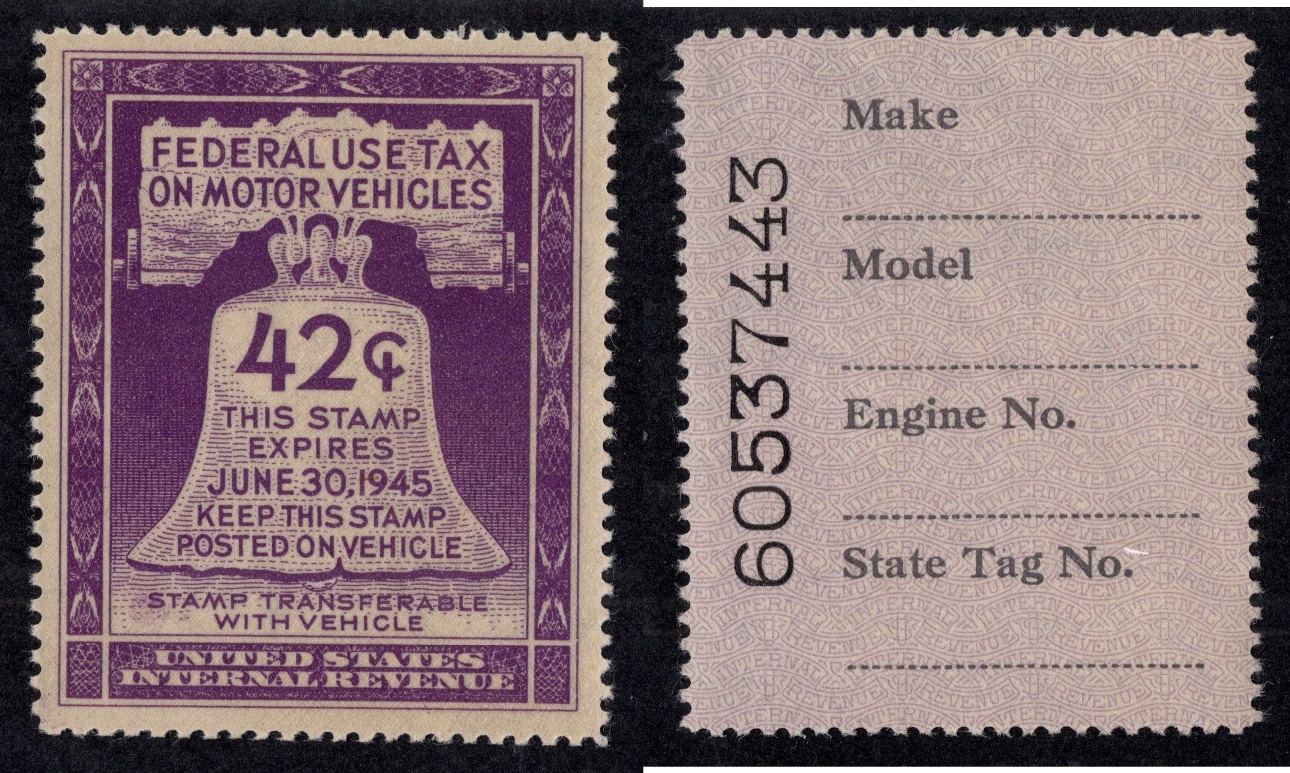 FEDERAL USE TAX
ON MOTOR VEHICLES
42¢
THIS STAMP
EXPIRES
JUNE 30, 1945
KEEP THIS STAMP
POSTED ON VEHICLE
STAMP TRANSFERABLE
WITH VEHICLE
UNITED STATES
INTERNAL REVENUE
60537443
Make
Model
Engine No.
State Tag No.